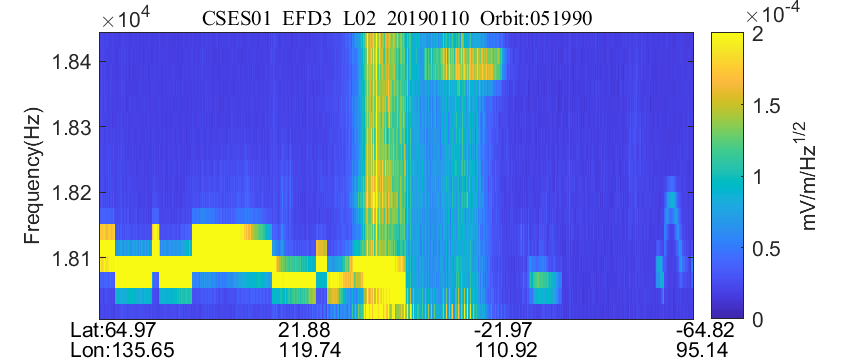 ×10⁴ CSES01 EFD3 L02 20190110 Orbit:051990 ×10⁻⁴
1.84
1.83
1.82
1.81
Frequency(Hz)
2
1.5
1
0.5
0
mV/m/Hz^1/2
Lat:64.97 21.88 -21.97 -64.82
Lon:135.65 119.74 110.92 95.14